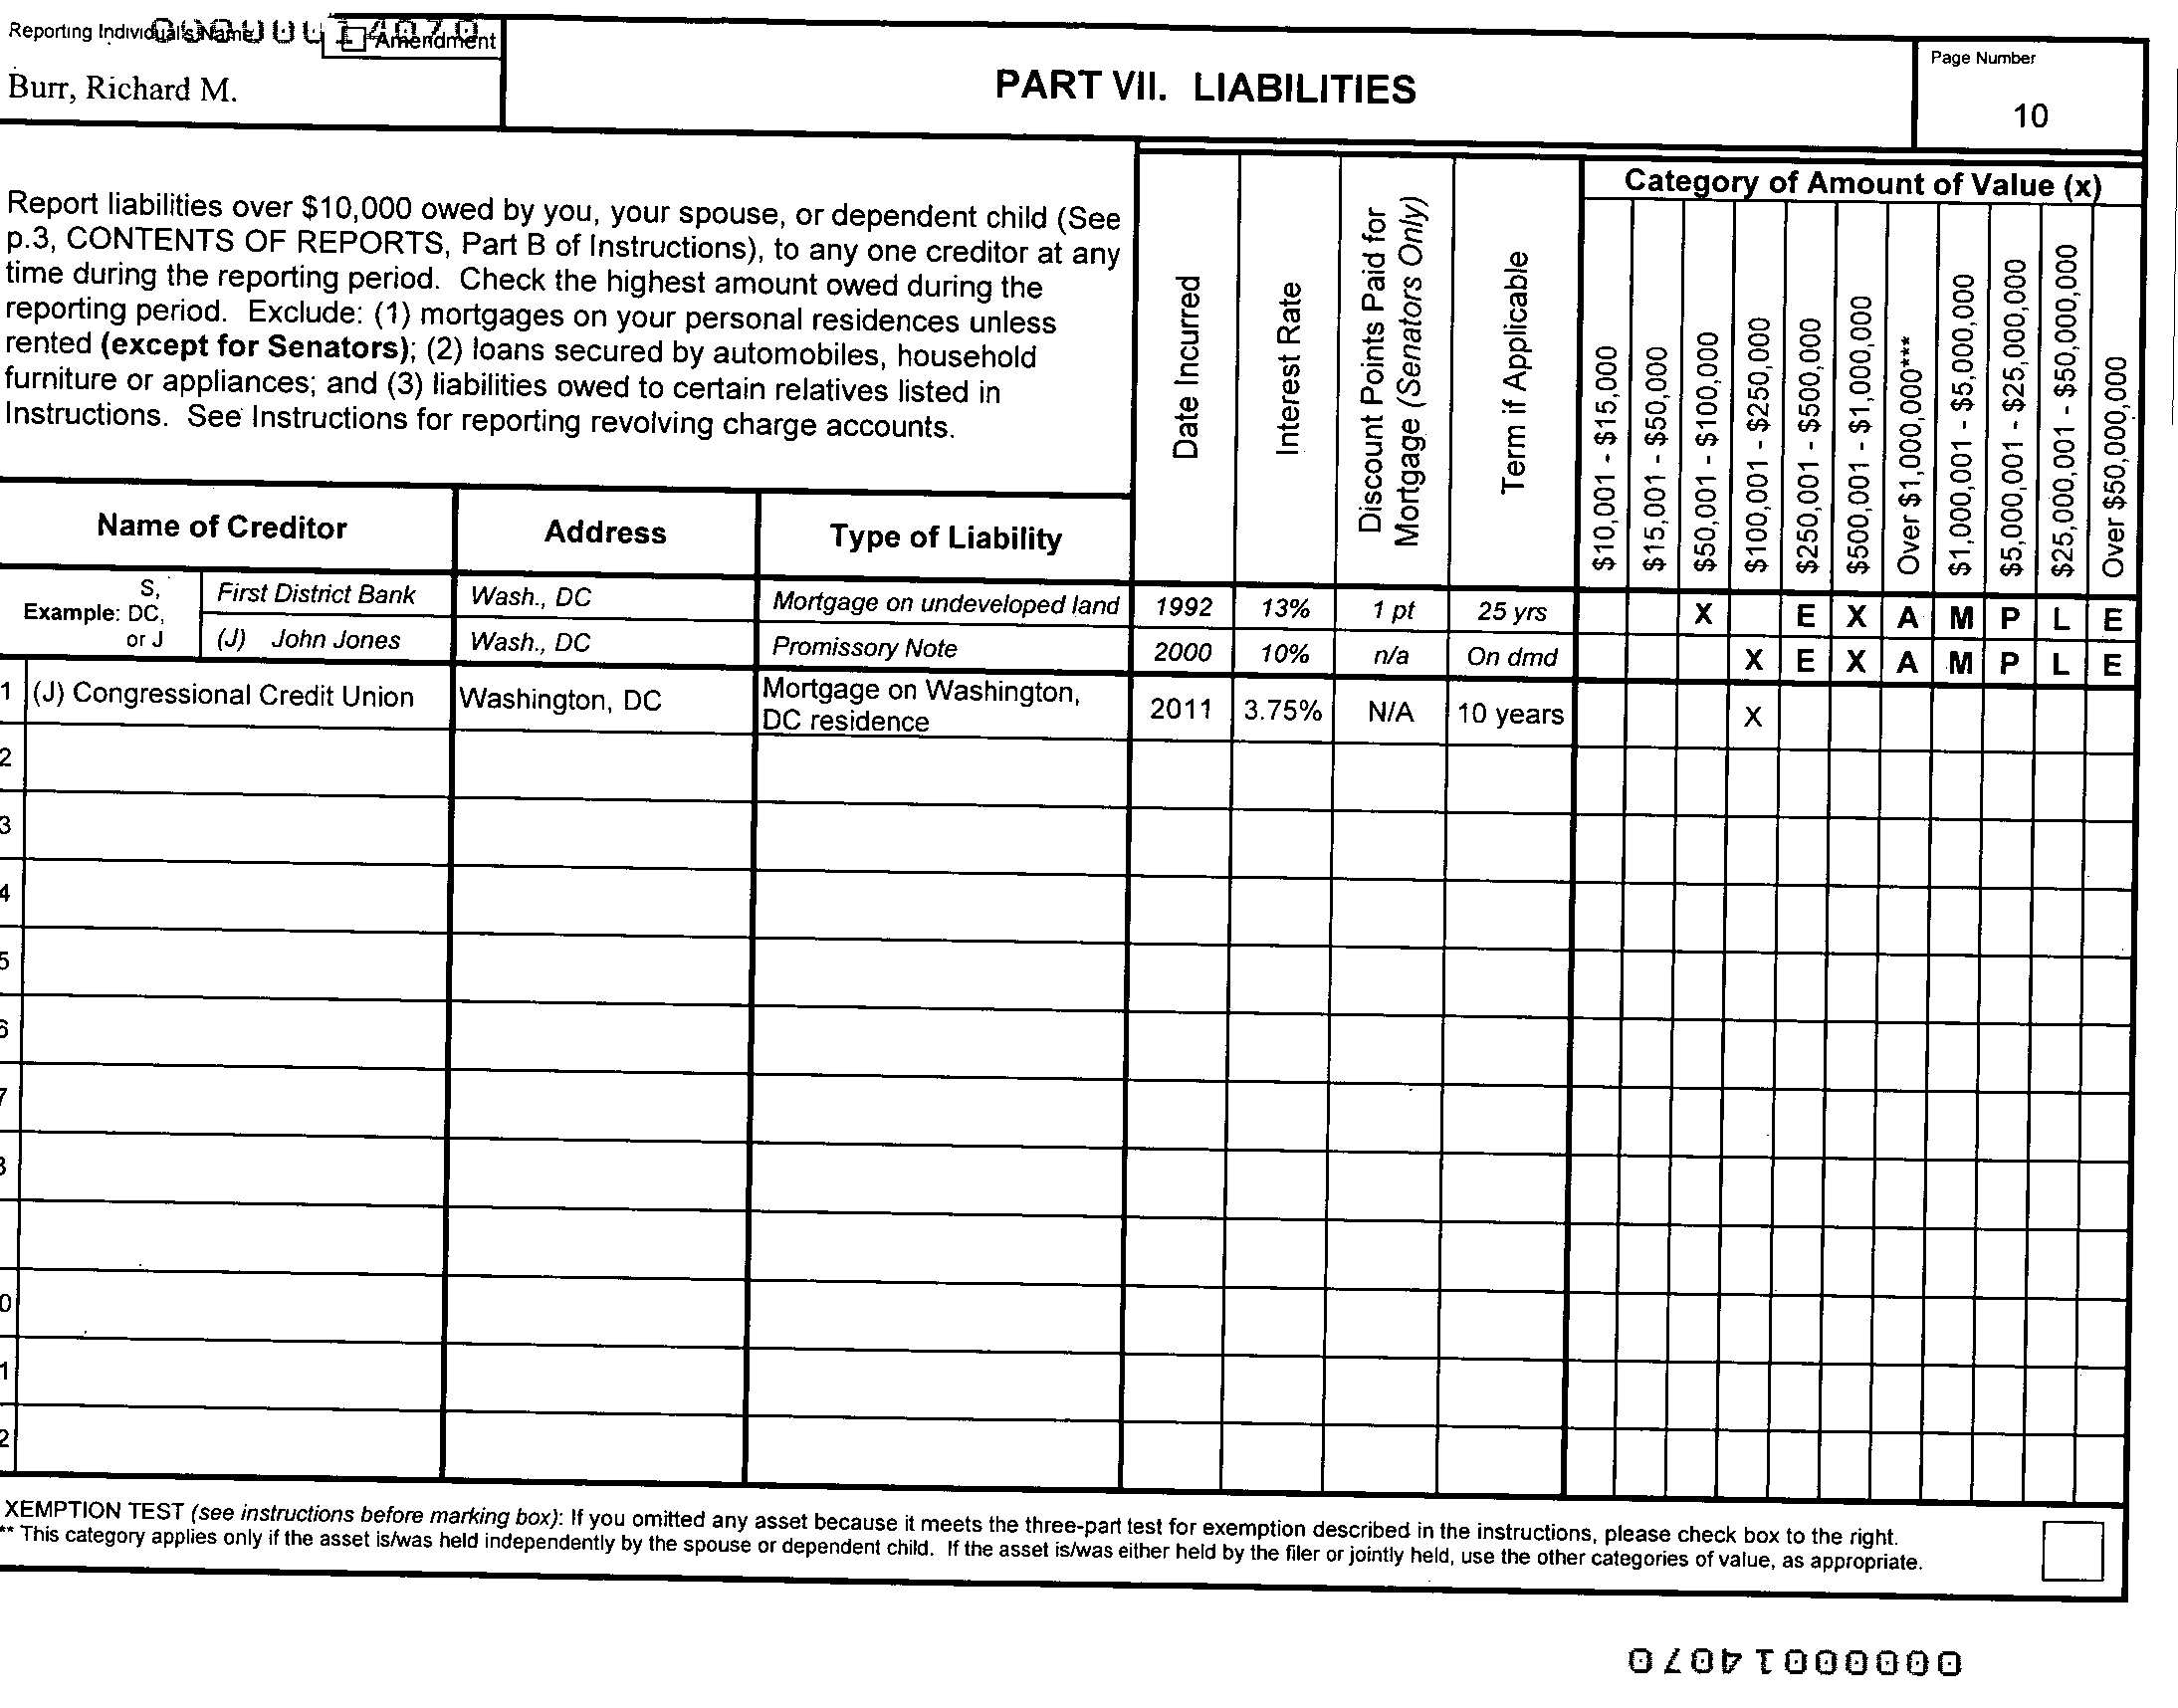 Reporting Individual's Name
000000014070
Amendment
Burr, Richard M.
PART VII. LIABILITIES
Page Number
10
Report liabilities over $10,000 owed by you, your spouse, or dependent child (See
p.3, CONTENTS OF REPORTS, Part B of Instructions), to any one creditor at any
time during the reporting period. Check the highest amount owed during the
reporting period. Exclude: (1) mortgages on your personal residences unless
rented (except for Senators); (2) loans secured by automobiles, household
furniture or appliances; and (3) liabilities owed to certain relatives listed in
Instructions. See Instructions for reporting revolving charge accounts.
Date Incurred
Interest Rate
Discount Points Paid for
Mortgage (Senators Only)
Term if Applicable
Category of Amount of Value (x)
$10,001 - $15,000
$15,001 - $50,000
$50,001 - $100,000
$100,001 - $250,000
$250,001 - $500,000
$500,001 - $1,000,000
Over $1,000,000***
$1,000,001 - $5,000,000
$5,000,001 - $25,000,000
$25,000,001 - $50,000,000
Over $50,000,000
Name of Creditor Address Type of Liability
S,
Example: DC,
or J
First District Bank Wash., DC Mortgage on undeveloped land 1992 13% 1 pt 25 yrs X E X A M P L E
(J) John Jones Wash., DC Promissory Note 2000 10% n/a On dmd X E X A M P L E
1 (J) Congressional Credit Union Washington, DC Mortgage on Washington,
DC residence 2011 3.75% N/A 10 years X
2
3
4
5
6
7
8
0
1
2
XEMPTION TEST (see instructions before marking box): If you omitted any asset because it meets the three-part test for exemption described in the instructions, please check box to the right.
** This category applies only if the asset is/was held independently by the spouse or dependent child. If the asset is/was either held by the filer or jointly held, use the other categories of value, as appropriate.
000000014070